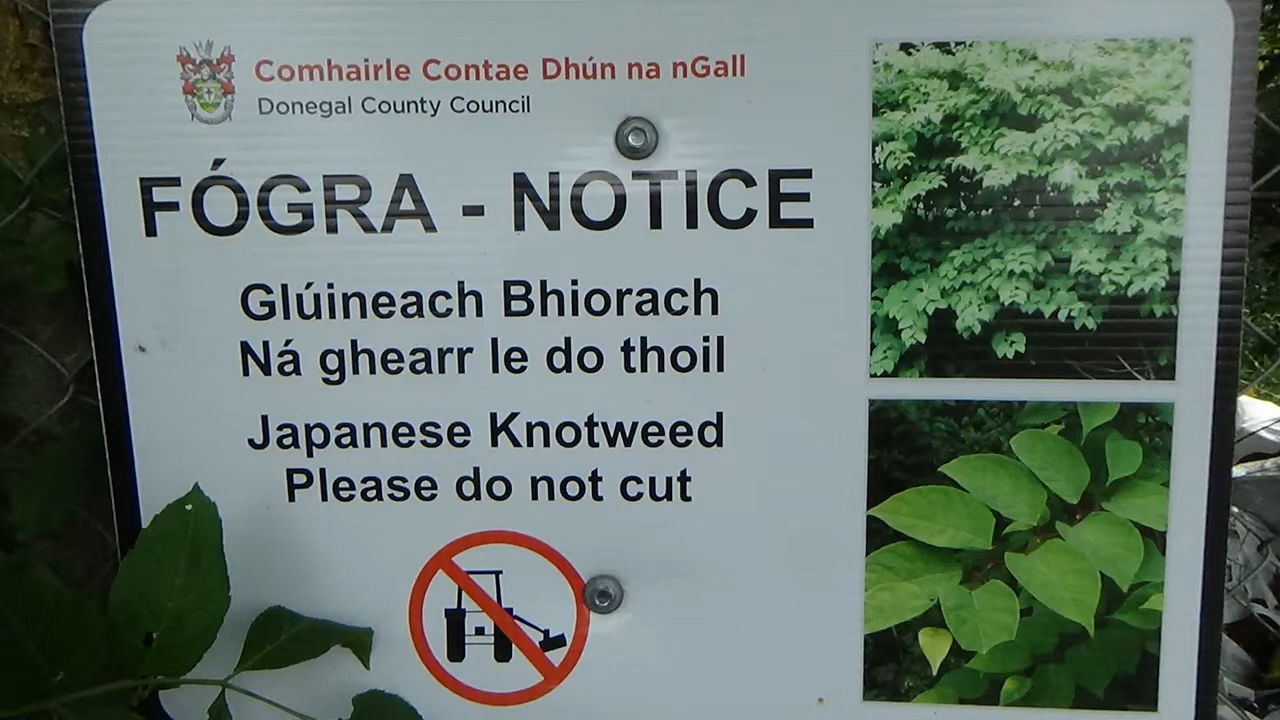 Comhairle Contae Dhún na nGall
Donegal County Council
FÓGRA - NOTICE
Glúineach Bhiorach
Ná ghearr le do thoil
Japanese Knotweed
Please do not cut